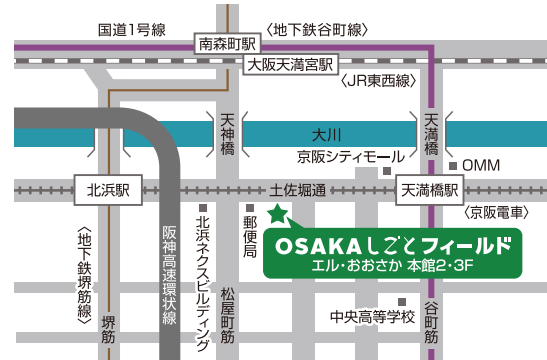 国道1号線
〈地下鉄谷町線〉
南森町駅
大阪天満宮駅
〈JR東西線〉
天神橋
大川
天満橋
京阪シティモール
OMM
北浜駅
土佐堀通
天満橋駅
〈京阪電車〉
〈地下鉄堺筋線〉
阪神高速環状線
北浜ネクスビルディング
郵便局
OSAKAしごとフィールド
エル・おおさか 本館2・3F
堺筋
松屋町筋
中央高等学校
谷町筋